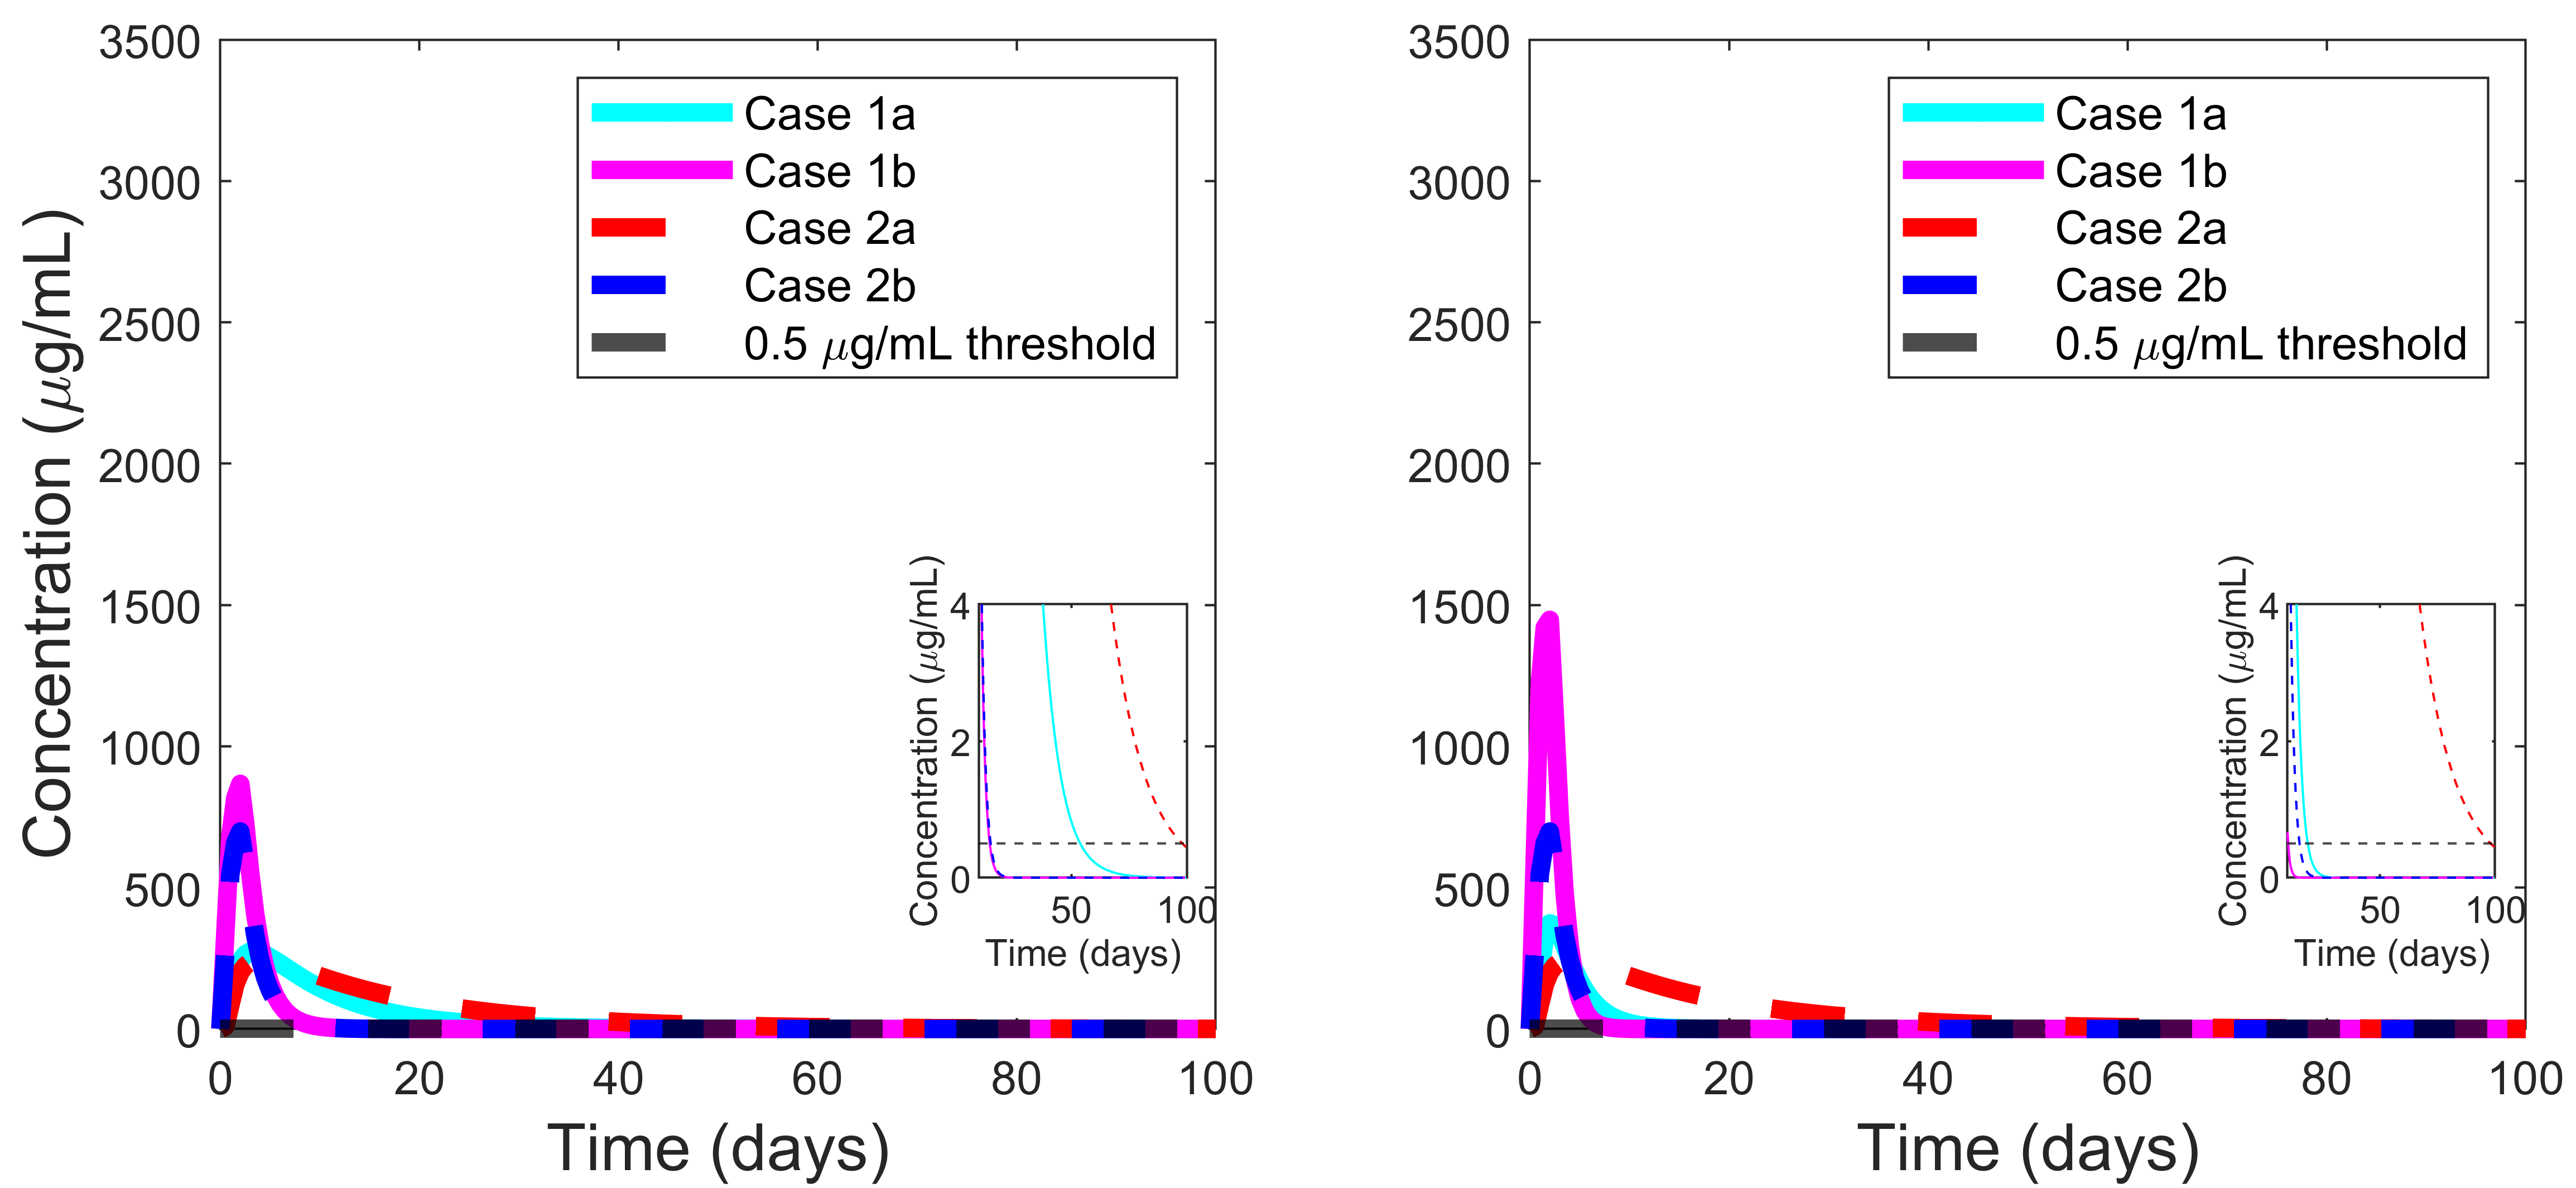 Concentration (μg/mL)
3500
3000
2500
2000
1500
1000
500
0
Case 1a
Case 1b
Case 2a
Case 2b
0.5 μg/mL threshold
Concentration (μg/mL)
4
2
0
50 100
Time (days)
0 20 40 60 80 100
Time (days)
3500
3000
2500
2000
1500
1000
500
0
Case 1a
Case 1b
Case 2a
Case 2b
0.5 μg/mL threshold
Concentration (μg/mL)
4
2
0
50 100
Time (days)
0 20 40 60 80 100
Time (days)